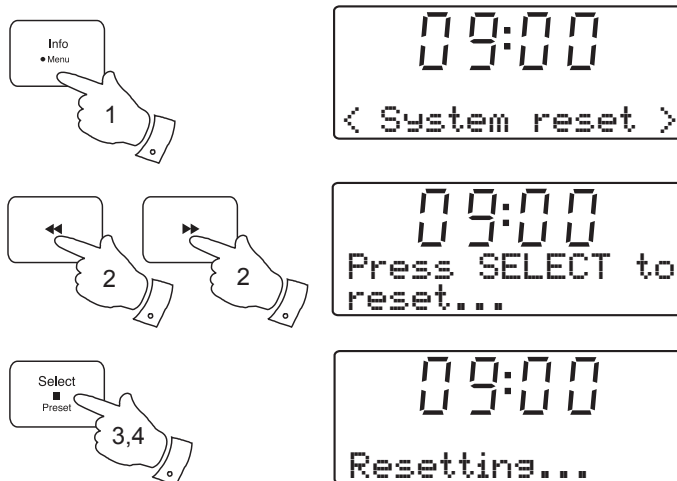 Info
● Menu
1
09:00
< System reset >
2
2
09:00
Press SELECT to
reset...
Select
■
Preset
3,4
09:00
Resetting...